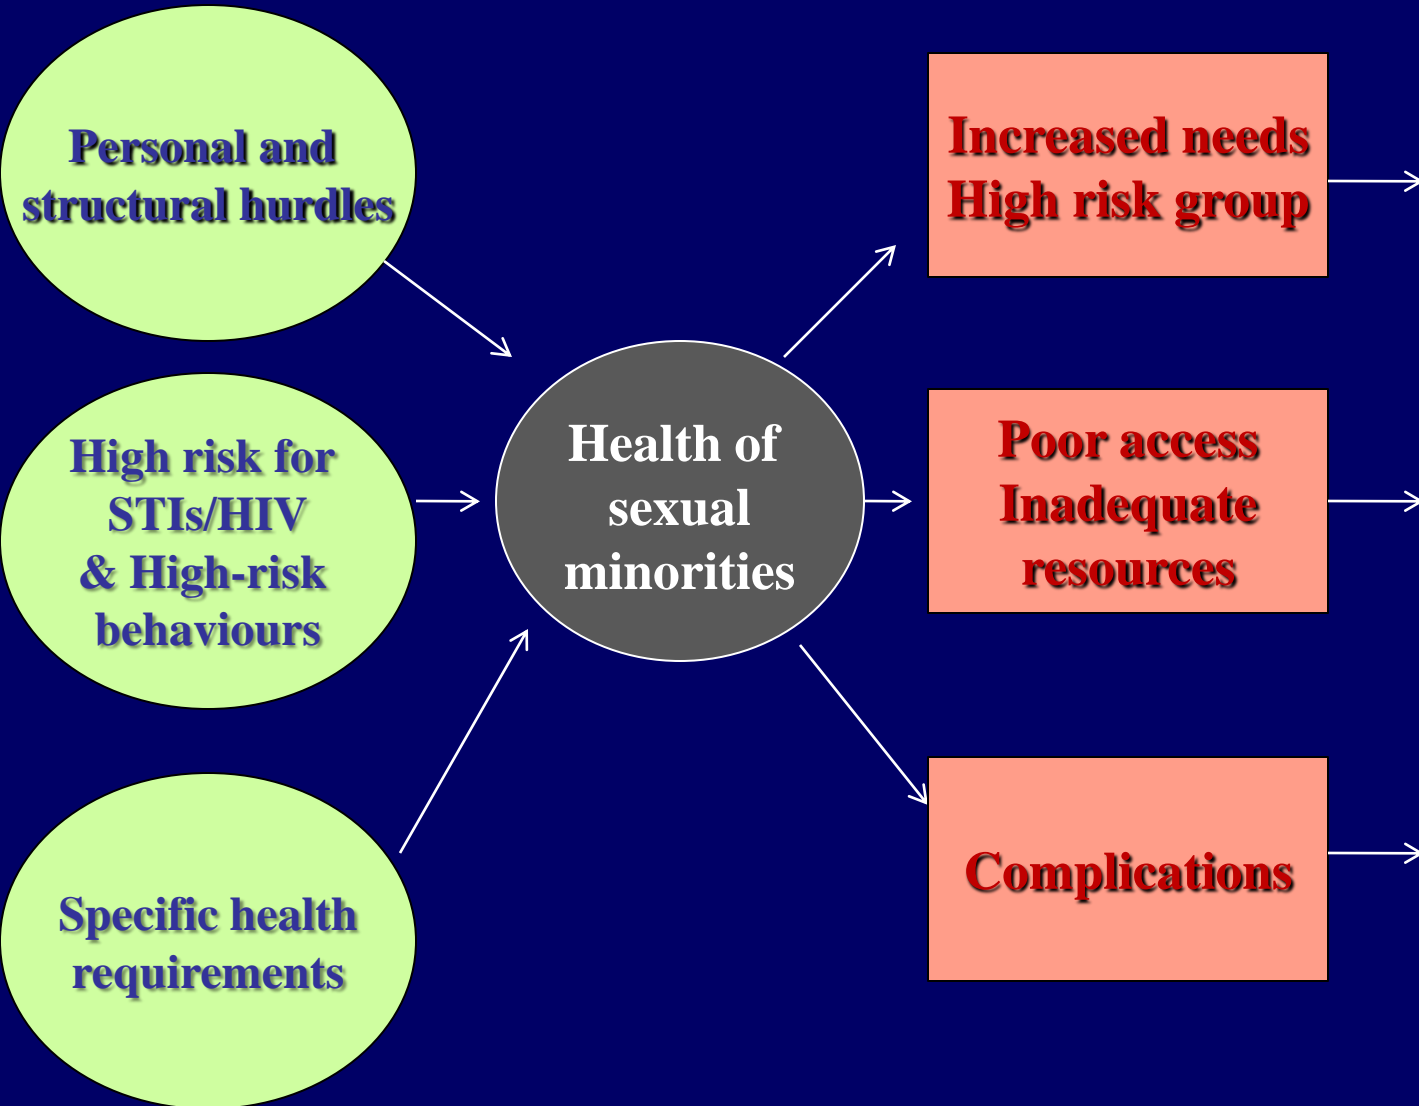 Personal and
structural hurdles
High risk for
STIs/HIV
& High-risk
behaviours
Specific health
requirements
Health of
sexual
minorities
Increased needs
High risk group
Poor access
Inadequate
resources
Complications